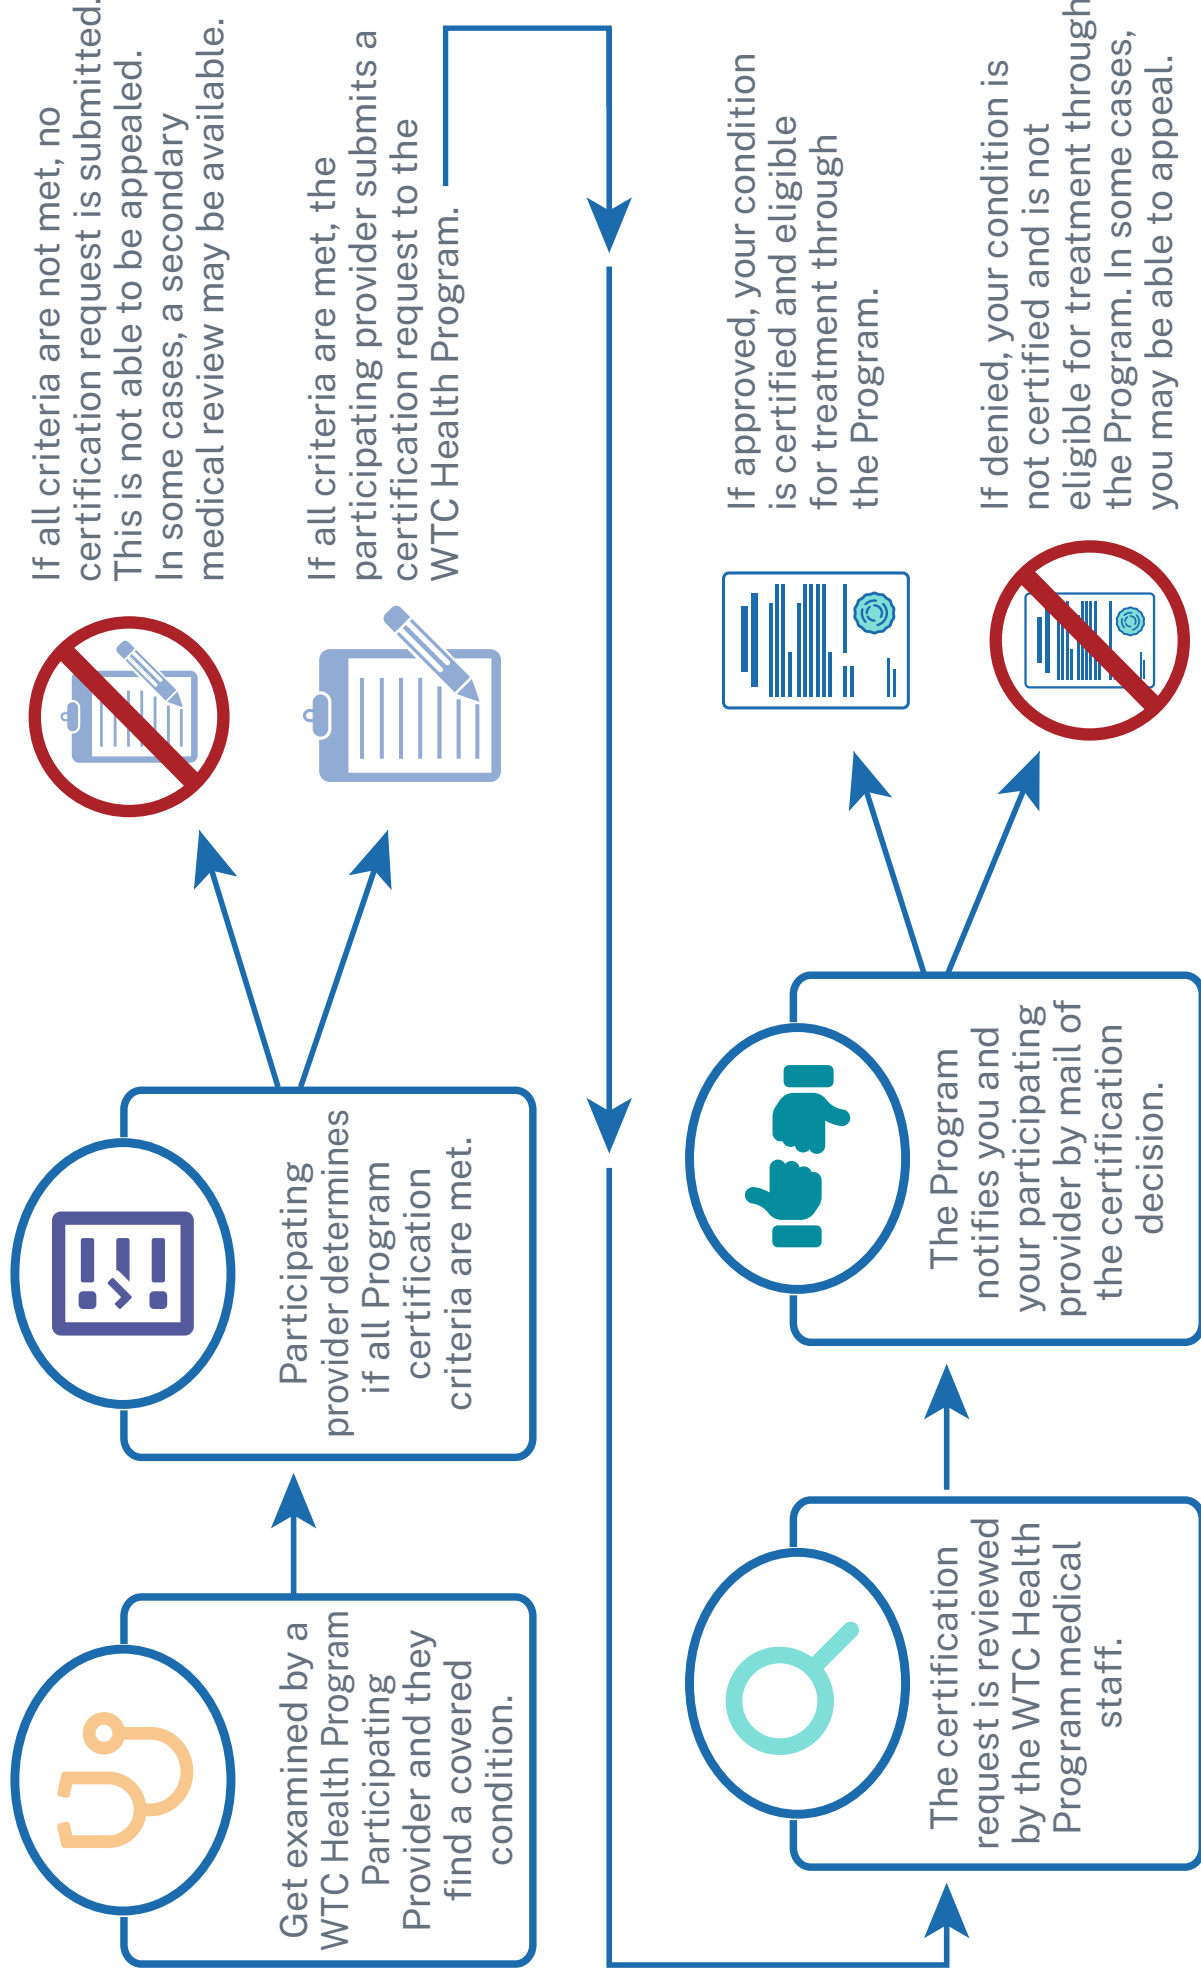 Get examined by a
WTC Health Program
Participating
Provider and they
find a covered
condition.
Participating
provider determines
if all Program
certification
criteria are met.
If all criteria are not met, no
certification request is submitted.
This is not able to be appealed.
In some cases, a secondary
medical review may be available.
If all criteria are met, the
participating provider submits a
certification request to the
WTC Health Program.
The certification
request is reviewed
by the WTC Health
Program medical
staff.
The Program
notifies you and
your participating
provider by mail of
the certification
decision.
If approved, your condition
is certified and eligible
for treatment through
the Program.
If denied, your condition is
not certified and is not
eligible for treatment through
the Program. In some cases,
you may be able to appeal.